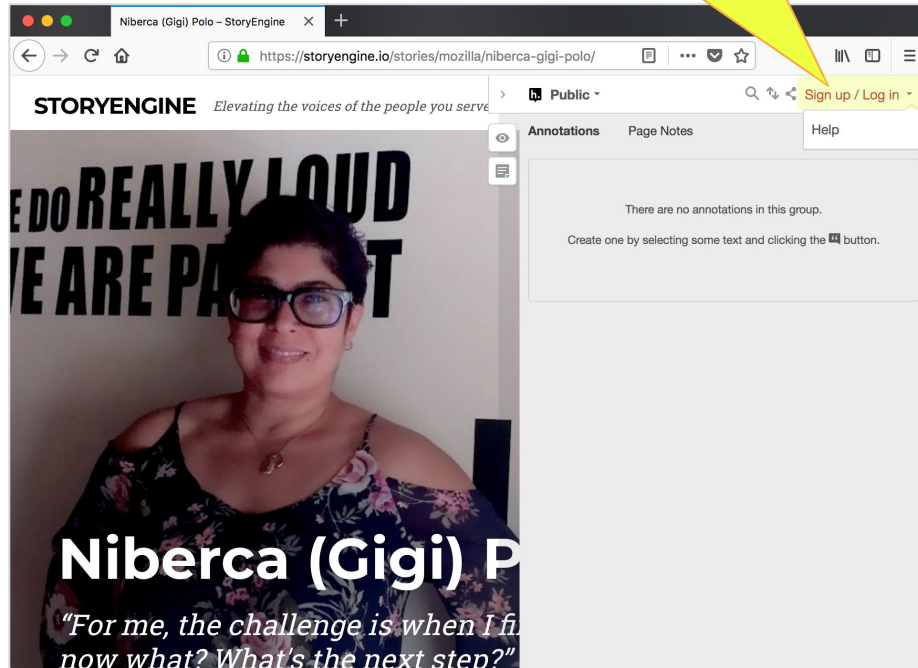 Niberca (Gigi) Polo – StoryEngine
https://storyengine.io/stories/mozilla/niberca-gigi-polo/
STORYENGINE Elevating the voices of the people you serve
Public
Sign up / Log in
Help
Annotations Page Notes
There are no annotations in this group.
Create one by selecting some text and clicking the button.
E DO REALLY LOUD
E ARE
Niberca (Gigi) P
“For me, the challenge is when I
now what? What's the next step?”